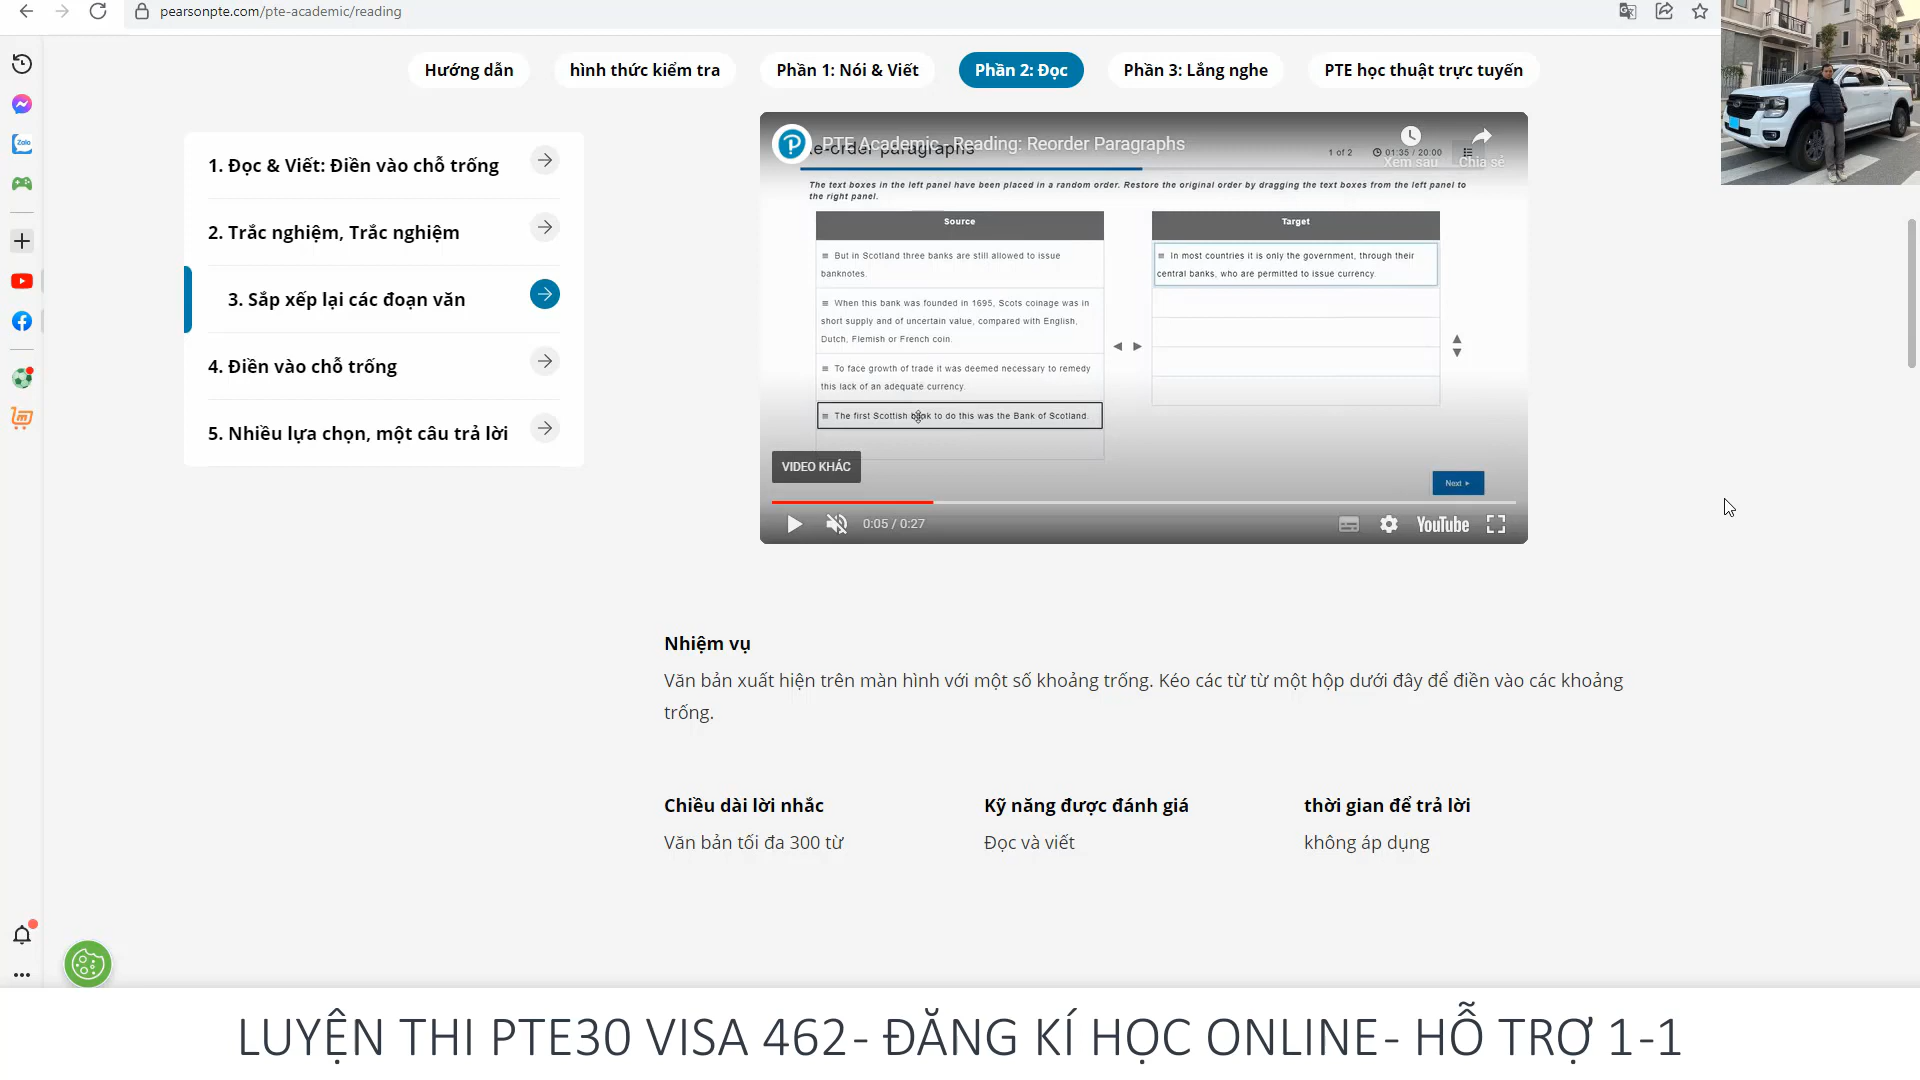 pearsonpte.com/pte-academic/reading
Hướng dẫn
hình thức kiểm tra
Phần 1: Nói & Viết
Phần 2: Đọc
Phần 3: Lắng nghe
PTE học thuật trực tuyến
1. Đọc & Viết: Điền vào chỗ trống
2. Trắc nghiệm, Trắc nghiệm
3. Sắp xếp lại các đoạn văn
4. Điền vào chỗ trống
5. Nhiều lựa chọn, một câu trả lời
Zalo
PTE Academic - Reading: Reorder Paragraphs
e-order paragraphs
1 of 2
01:35 / 20:00
Xem sau
Chia sẻ
The text boxes in the left panel have been placed in a random order. Restore the original order by dragging the text boxes from the left panel to
the right panel.
Source
But in Scotland three banks are still allowed to issue
banknotes.
When this bank was founded in 1695, Scots coinage was in
short supply and of uncertain value, compared with English,
Dutch, Flemish or French coin.
To face growth of trade it was deemed necessary to remedy
this lack of an adequate currency.
The first Scottish bank to do this was the Bank of Scotland.
Target
In most countries it is only the government, through their
central banks, who are permitted to issue currency.
VIDEO KHÁC
Next
0:05 / 0:27
YouTube
Nhiệm vụ
Văn bản xuất hiện trên màn hình với một số khoảng trống. Kéo các từ từ một hộp dưới đây để điền vào các khoảng
trống.
Chiều dài lời nhắc
Văn bản tối đa 300 từ
Kỹ năng được đánh giá
Đọc và viết
thời gian để trả lời
không áp dụng
LUYỆN THI PTE30 VISA 462- ĐĂNG KÍ HỌC ONLINE- HỖ TRỢ 1-1